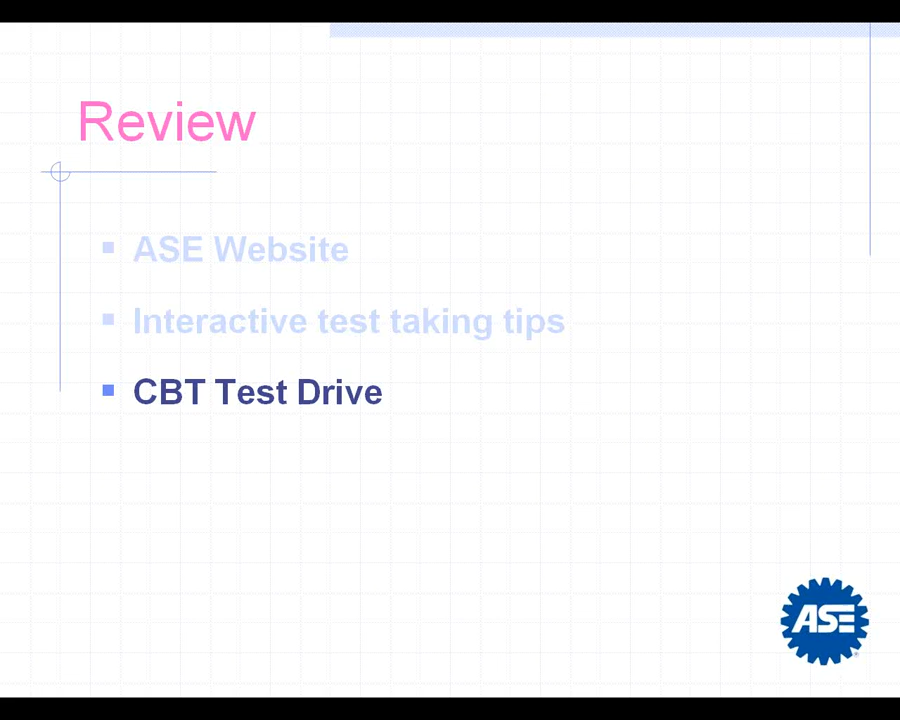 Review
ASE Website
Interactive test taking tips
CBT Test Drive
ASE